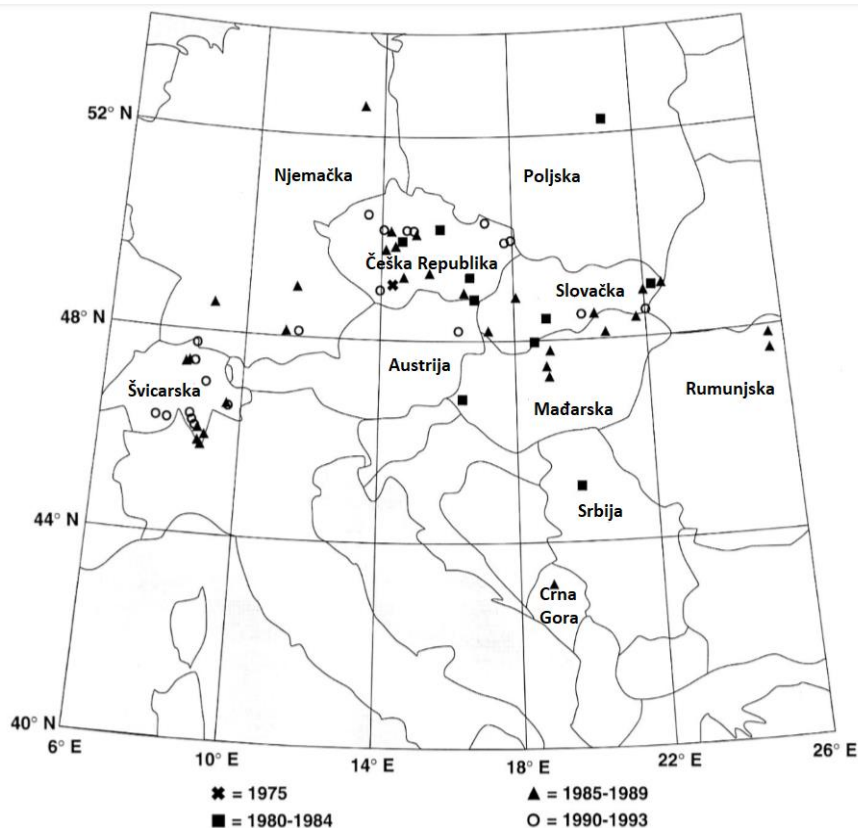 52° N
Njemačka
Poljska
Češka Republika
Slovačka
48° N
Austrija
Švicarska
Rumunjska
Mađarska
Srbija
44° N
Crna
Gora
40° N
6° E
10° E
14° E
18° E
22° E
26° E
= 1975
= 1985-1989
= 1980-1984
= 1990-1993